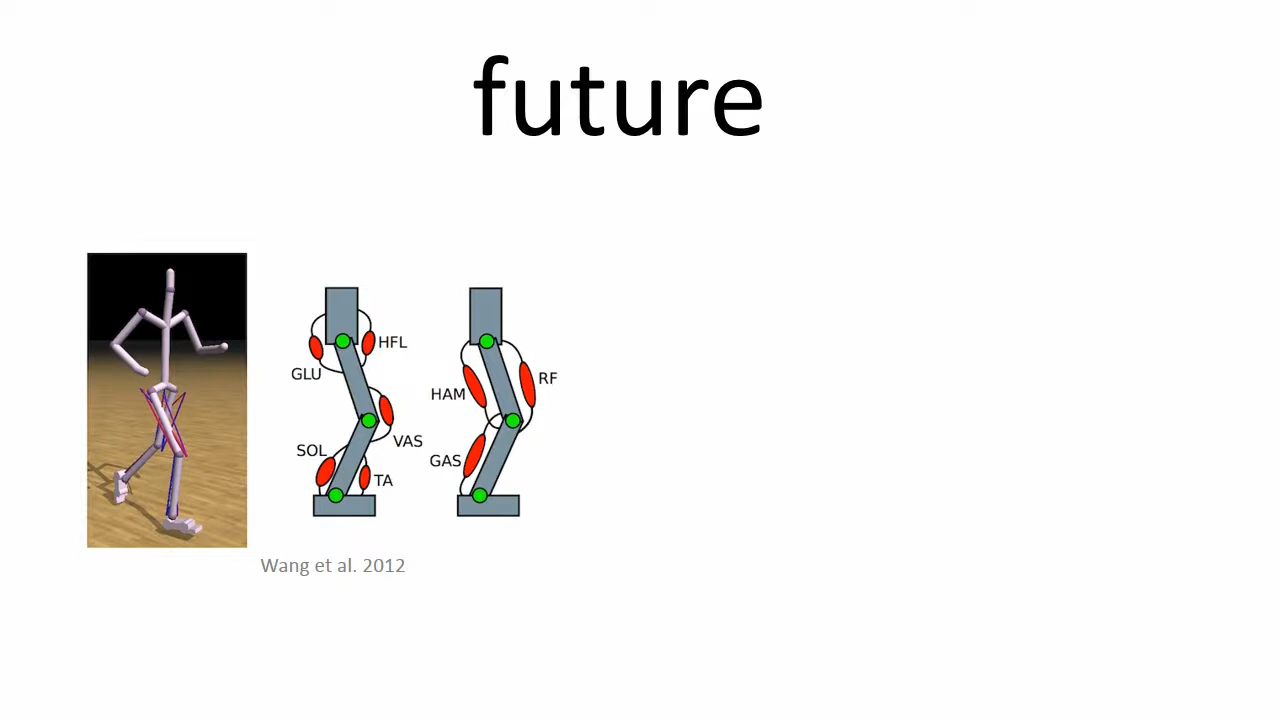 future
HFL
GLU
RF
HAM
VAS
SOL
GAS
TA
Wang et al. 2012